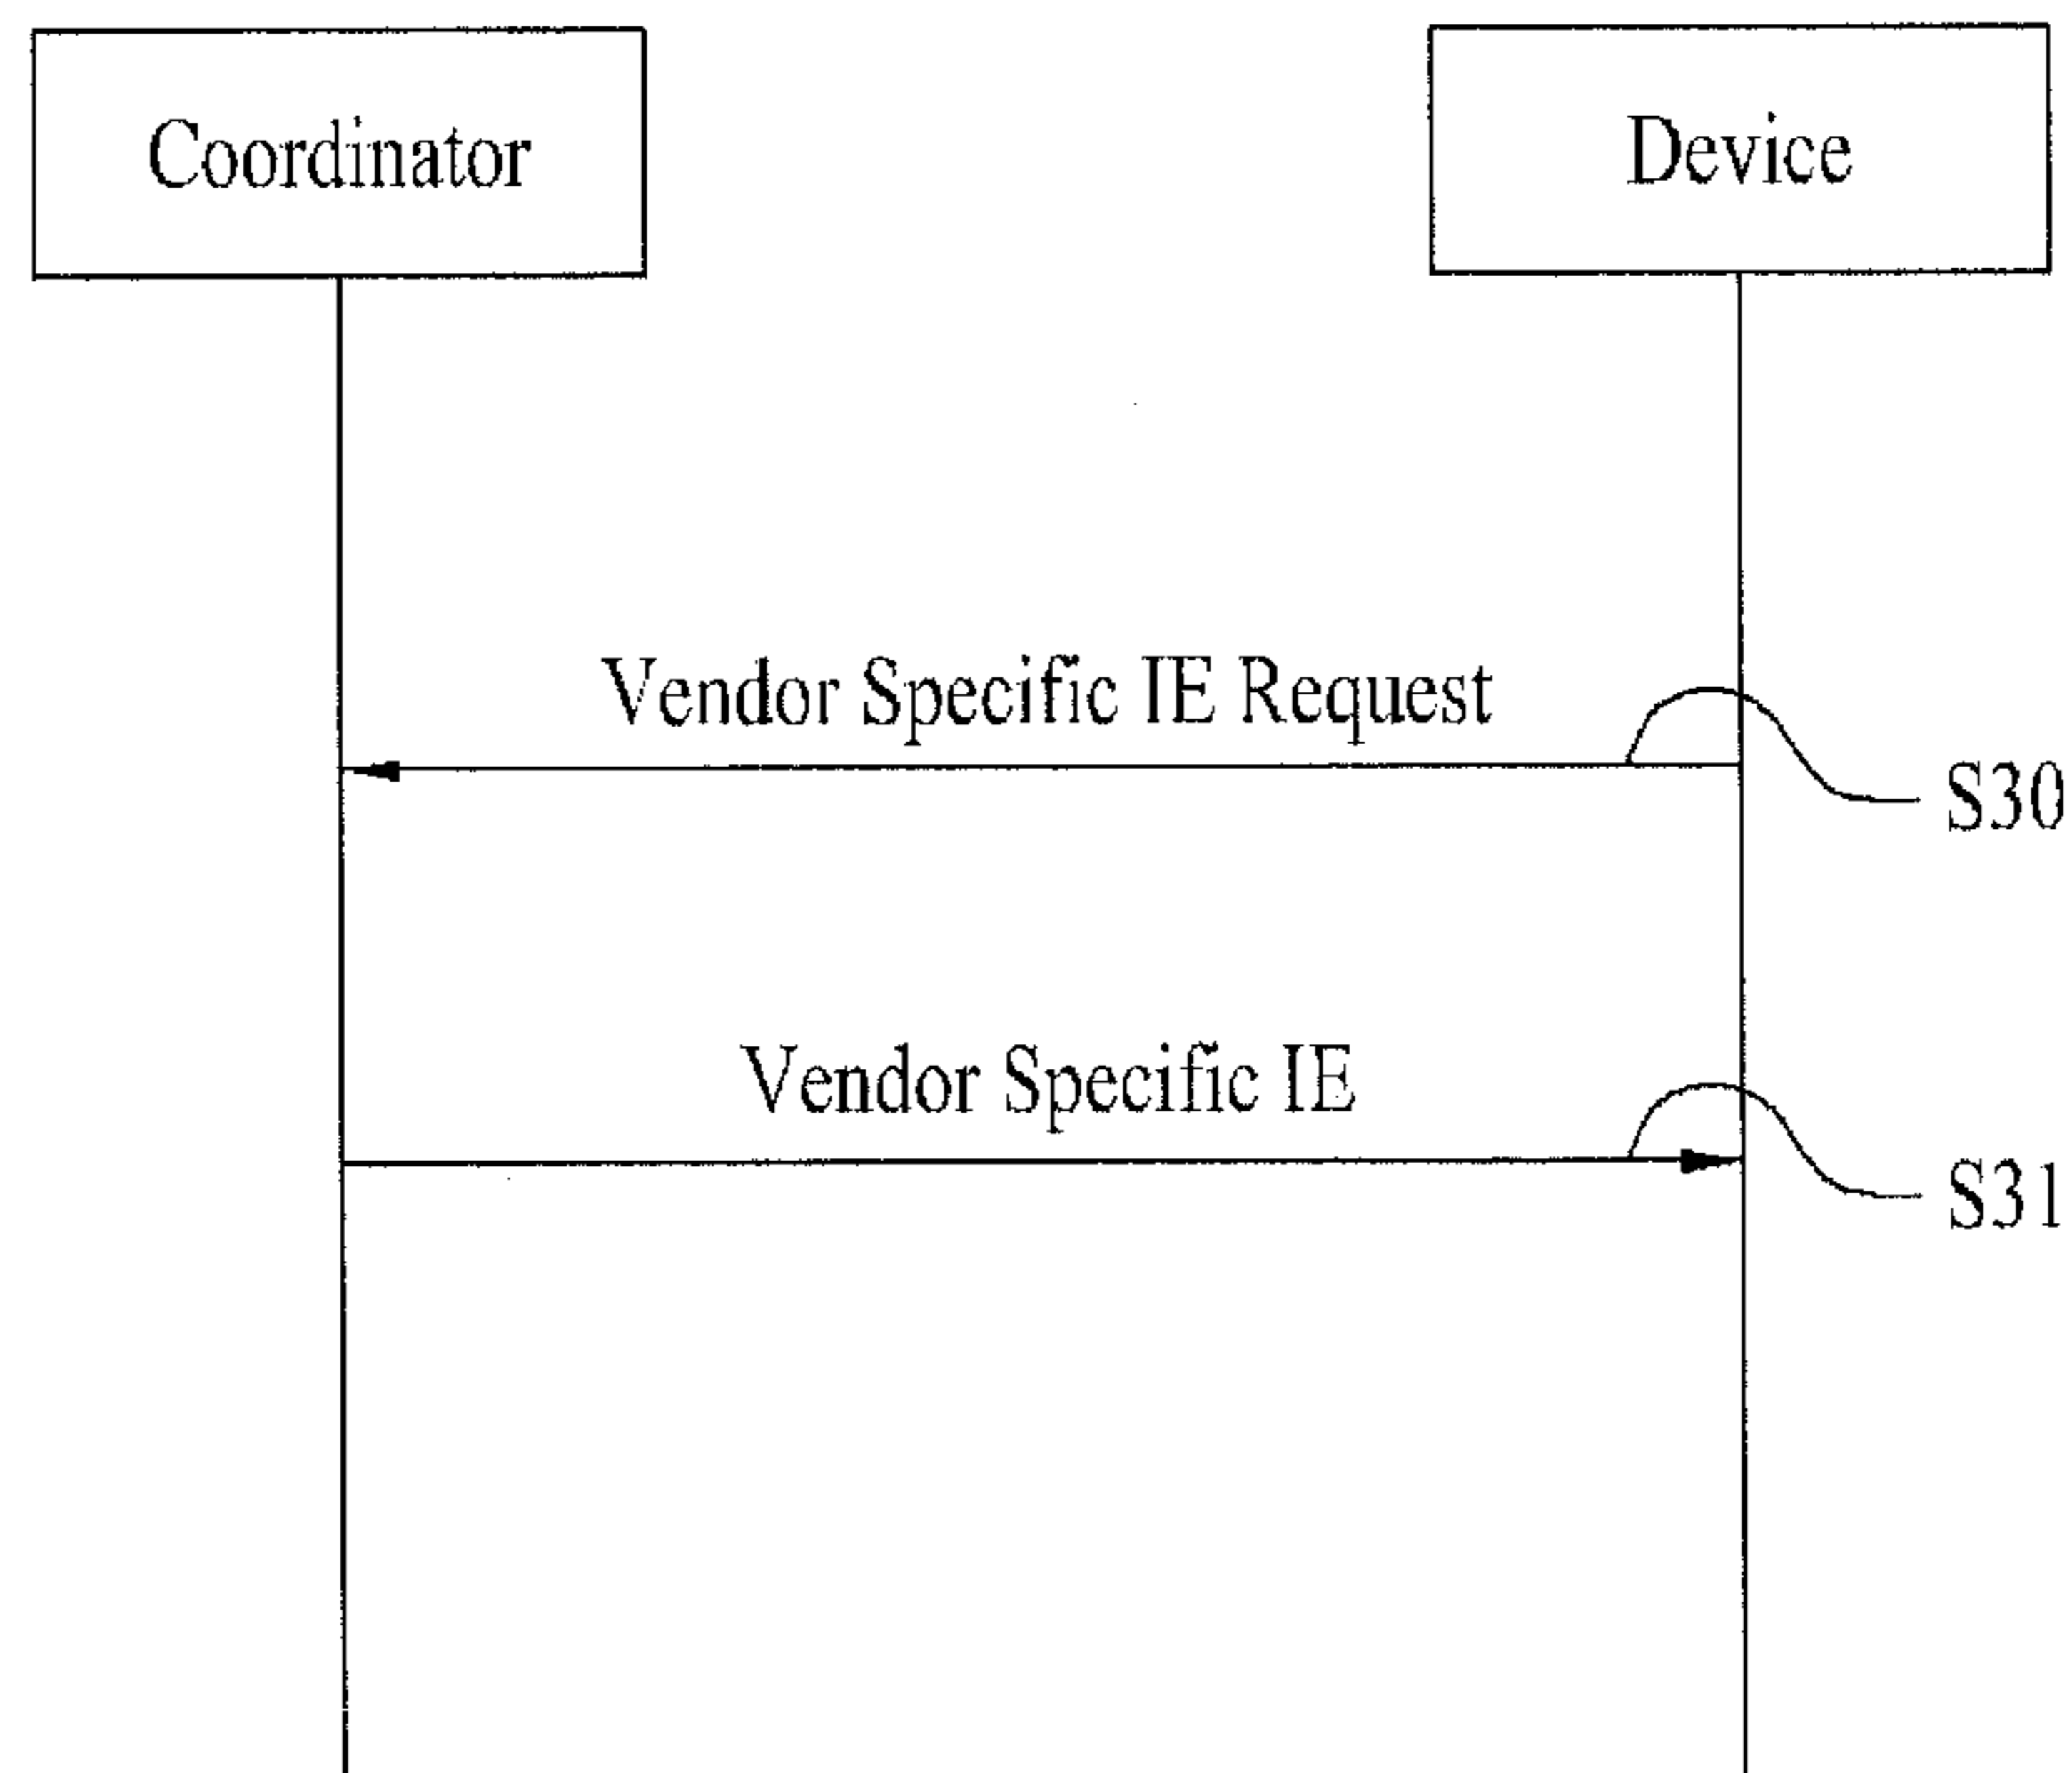 Coordinator
Device
Vendor Specific IE Request
S30
Vendor Specific IE
S31